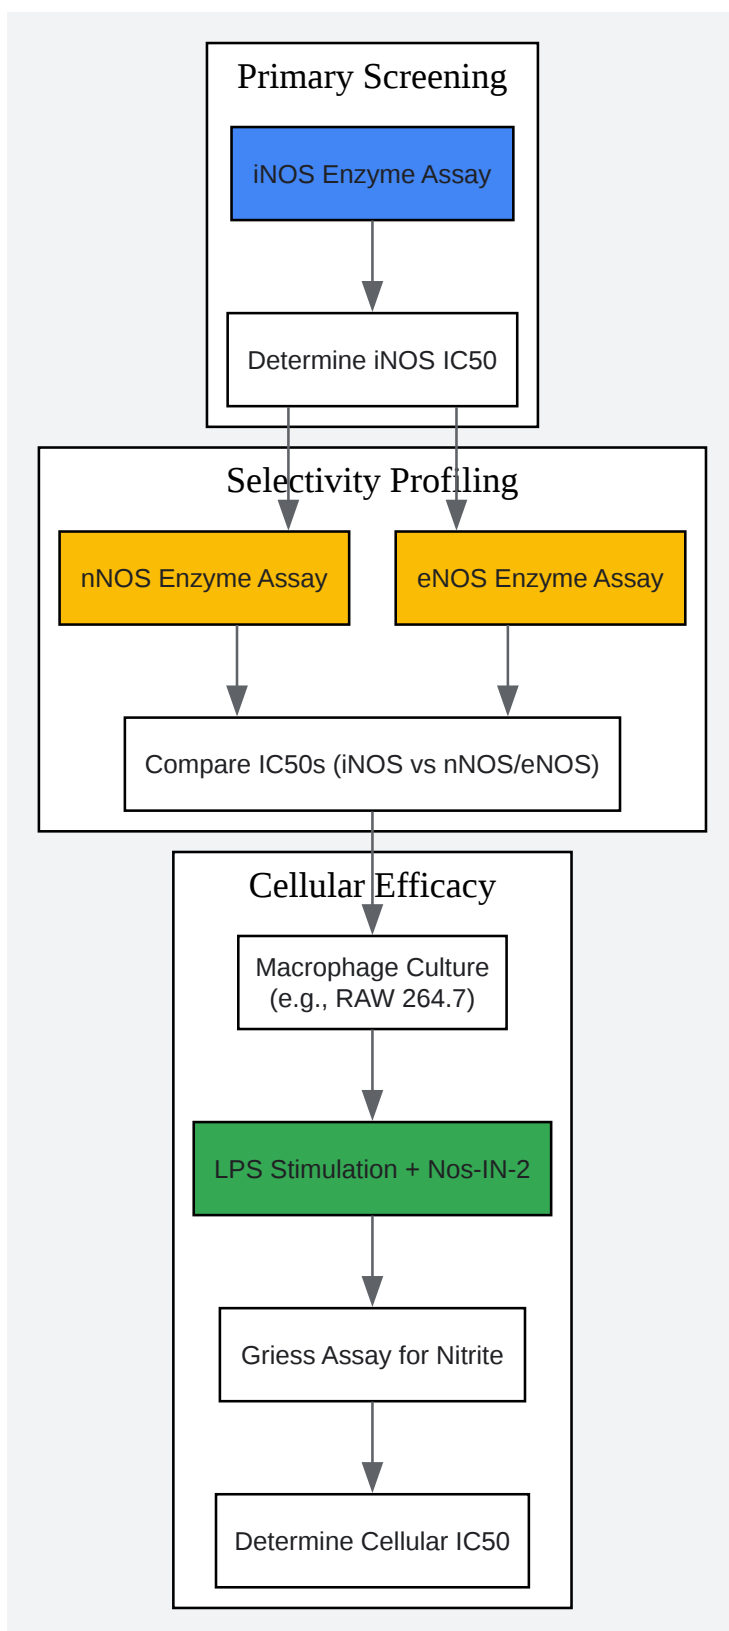 Primary Screening
iNOS Enzyme Assay
Determine iNOS IC50
Selectivity Profiling
nNOS Enzyme Assay
eNOS Enzyme Assay
Compare IC50s (iNOS vs nNOS/eNOS)
Cellular Efficacy
Macrophage Culture
(e.g., RAW 264.7)
LPS Stimulation + Nos-IN-2
Griess Assay for Nitrite
Determine Cellular IC50